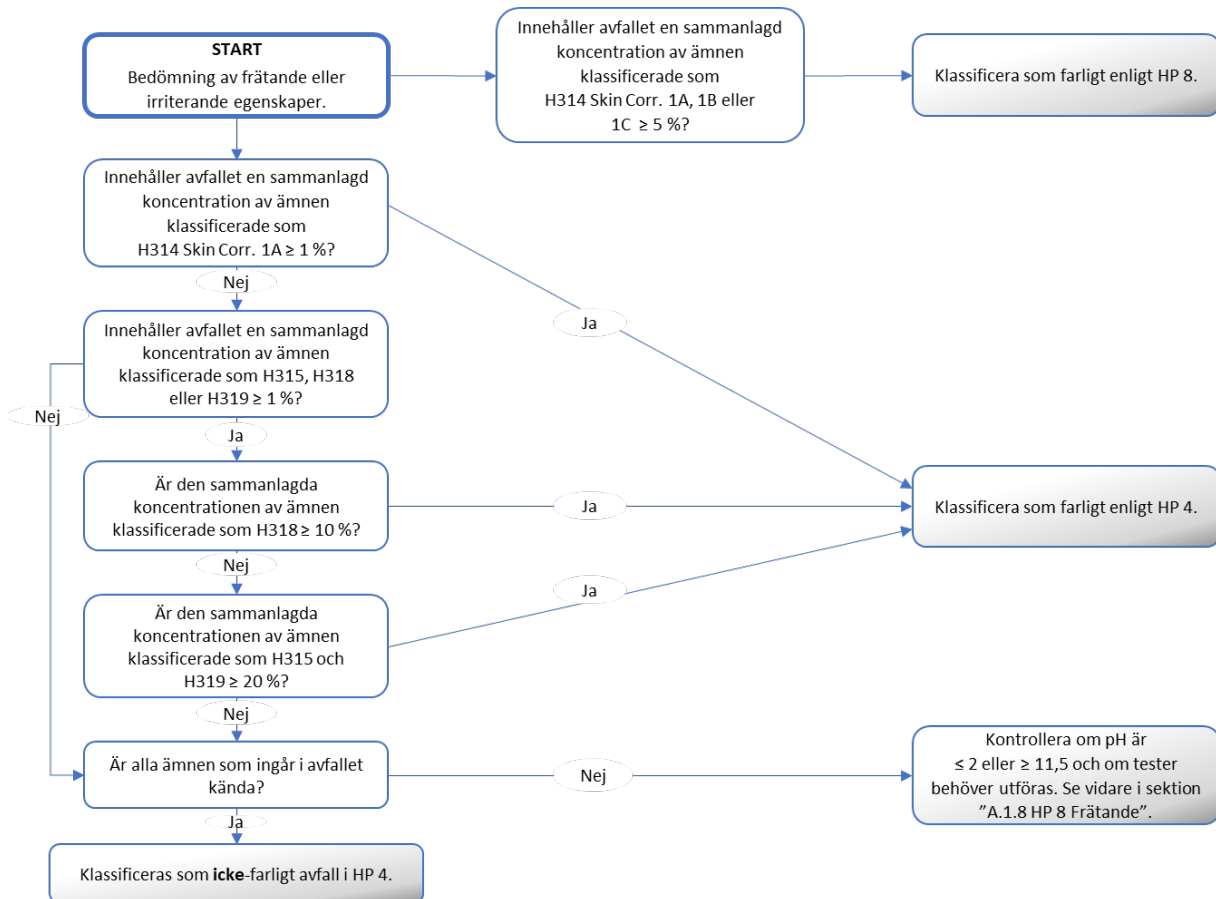 START
Bedömning av frätande eller
irriterande egenskaper.
Innehåller avfallet en sammanlagd
koncentration av ämnen
klassificerade som
H314 Skin Corr. 1A, 1B eller
1C ≥ 5 %?
Klassificera som farligt enligt HP 8.
Innehåller avfallet en sammanlagd
koncentration av ämnen
klassificerade som
H314 Skin Corr. 1A ≥ 1 %?
Nej
Ja
Innehåller avfallet en sammanlagd
koncentration av ämnen
klassificerade som H315, H318
eller H319 ≥ 1 %?
Nej
Ja
Är den sammanlagda
koncentrationen av ämnen
klassificerade som H318 ≥ 10 %?
Ja
Klassificera som farligt enligt HP 4.
Nej
Är den sammanlagda
koncentrationen av ämnen
klassificerade som H315 och
H319 ≥ 20 %?
Ja
Nej
Är alla ämnen som ingår i avfallet
kända?
Nej
Kontrollera om pH är
≤ 2 eller ≥ 11,5 och om tester
behöver utföras. Se vidare i sektion
”A.1.8 HP 8 Frätande”.
Ja
Klassificeras som icke-farligt avfall i HP 4.